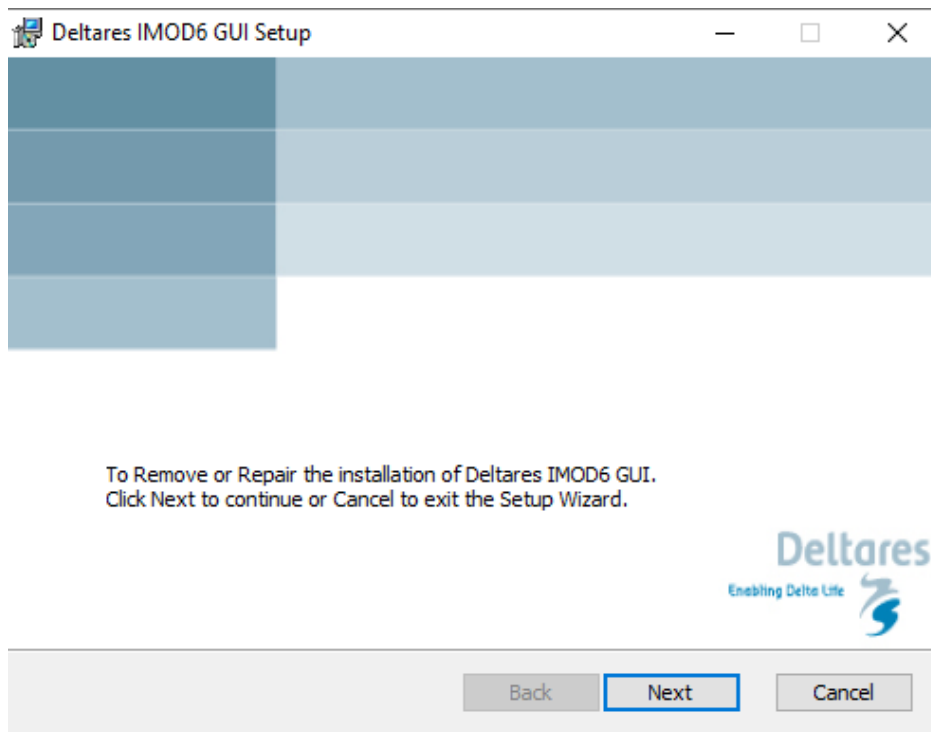 Deltares IMOD6 GUI Setup
To Remove or Repair the installation of Deltares IMOD6 GUI.
Click Next to continue or Cancel to exit the Setup Wizard.
Deltares
Enabling Delta Life
Back Next Cancel